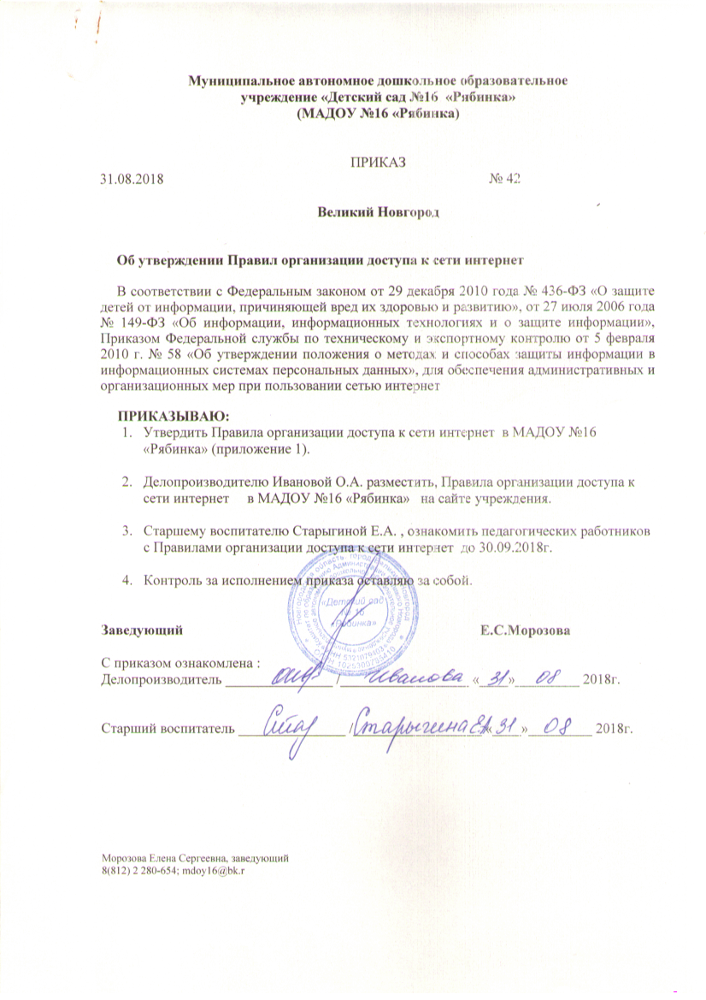 Муниципальное автономное дошкольное образовательное
учреждение «Детский сад №16 «Рябинка»
(МАДОУ №16 «Рябинка)
ПРИКАЗ
31.08.2018 № 42
Великий Новгород
Об утверждении Правил организации доступа к сети интернет
В соответствии с Федеральным законом от 29 декабря 2010 года № 436-ФЗ «О защите
детей от информации, причиняющей вред их здоровью и развитию», от 27 июля 2006 года
№ 149-ФЗ «Об информации, информационных технологиях и о защите информации»,
Приказом Федеральной службы по техническому и экспортному контролю от 5 февраля
2010 г. № 58 «Об утверждении положения о методах и способах защиты информации в
информационных системах персональных данных», для обеспечения административных и
организационных мер при пользовании сетью интернет
ПРИКАЗЫВАЮ:
1. Утвердить Правила организации доступа к сети интернет в МАДОУ №16
«Рябинка» (приложение 1).
2. Делопроизводителю Ивановой О.А. разместить, Правила организации доступа к
сети интернет в МАДОУ №16 «Рябинка» на сайте учреждения.
3. Старшему воспитателю Старыгиной Е.А. , ознакомить педагогических работников
с Правилами организации доступа к сети интернет до 30.09.2018г.
4. Контроль за исполнением приказа оставляю за собой.
«Детский сад
№ 16
«Рябинка»
Заведующий Е.С.Морозова
С приказом ознакомлена :
Делопроизводитель / Иванова « 31 » 08 2018г.
Старший воспитатель / Старыгина ЕА « 31 » 08 2018г.
Морозова Елена Сергеевна, заведующий
8(812) 2 280-654; mdoy16@bk.r